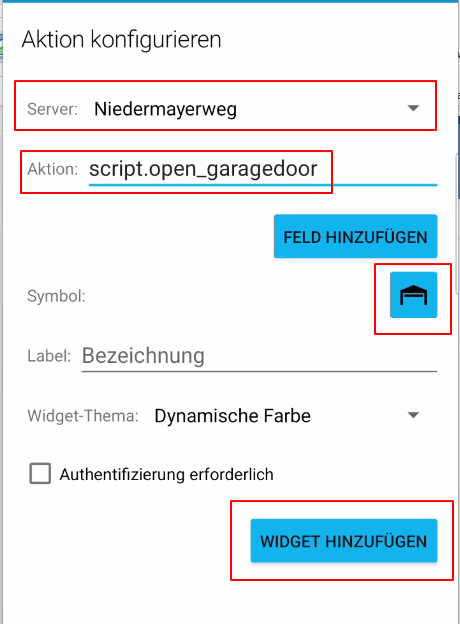 Aktion konfigurieren
Server: Niedermayerweg
Aktion: script.open_garagedoor
FELD HINZUFÜGEN
Symbol:
Label: Bezeichnung
Widget-Thema: Dynamische Farbe
Authentifizierung erforderlich
WIDGET HINZUFÜGEN